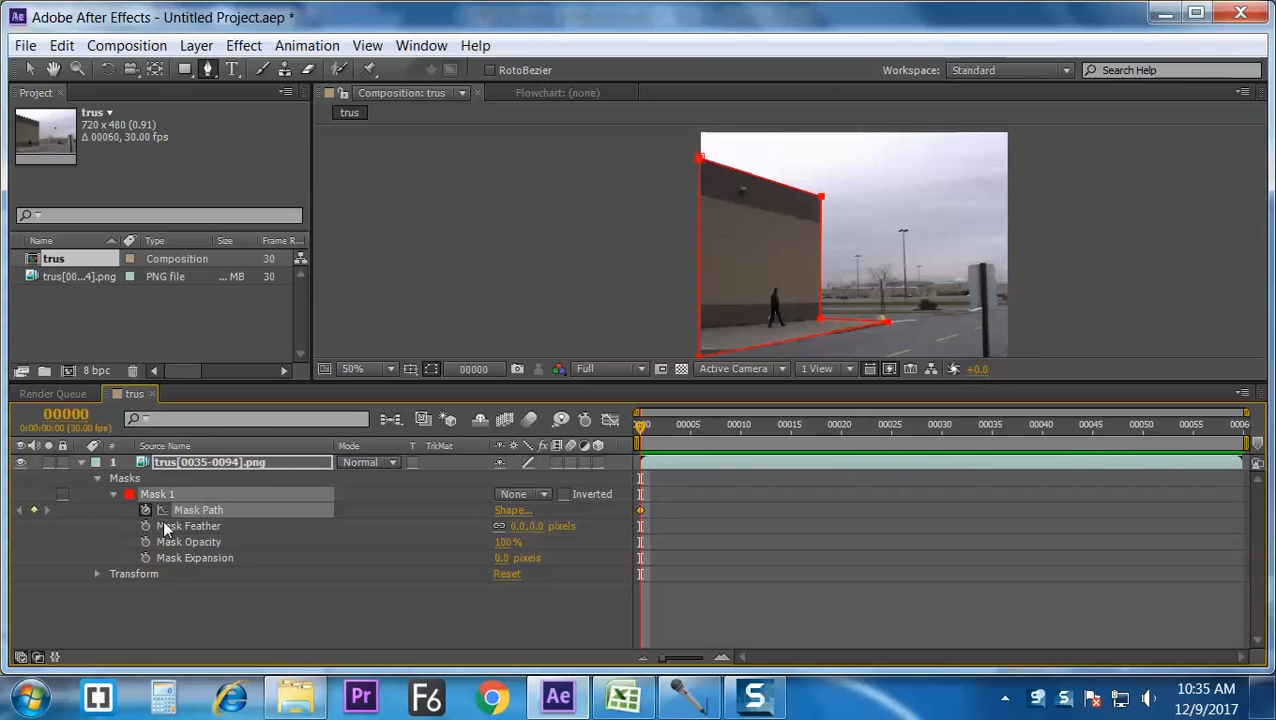 Adobe After Effects - Untitled Project.aep *
File Edit Composition Layer Effect Animation View Window Help
RotoBezier
Workspace: Standard
Search Help
Project
trus
720 x 480 (0.91)
Δ 00060, 30.00 fps
Composition: trus
Flowchart: (none)
trus
Name Type Size Frame R...
trus Composition 30
trus[00...4].png PNG file ... MB 30
8 bpc
50% 00000 Full Active Camera 1 View +0.0
Render Queue trus
00000
0:00:00:00 (30.00 fps)
00005 00010 00015 00020 00025 00030 00035 00040 00045 00050 00055 0006
# Source Name Mode T TrkMat
1 trus[0035-0094].png Normal
Masks
Mask 1 None Inverted
Mask Path Shape...
Mask Feather 0.0,0.0 pixels
Mask Opacity 100%
Mask Expansion 0.0 pixels
Transform Reset
Pr F6 Ae S
10:35 AM
12/9/2017